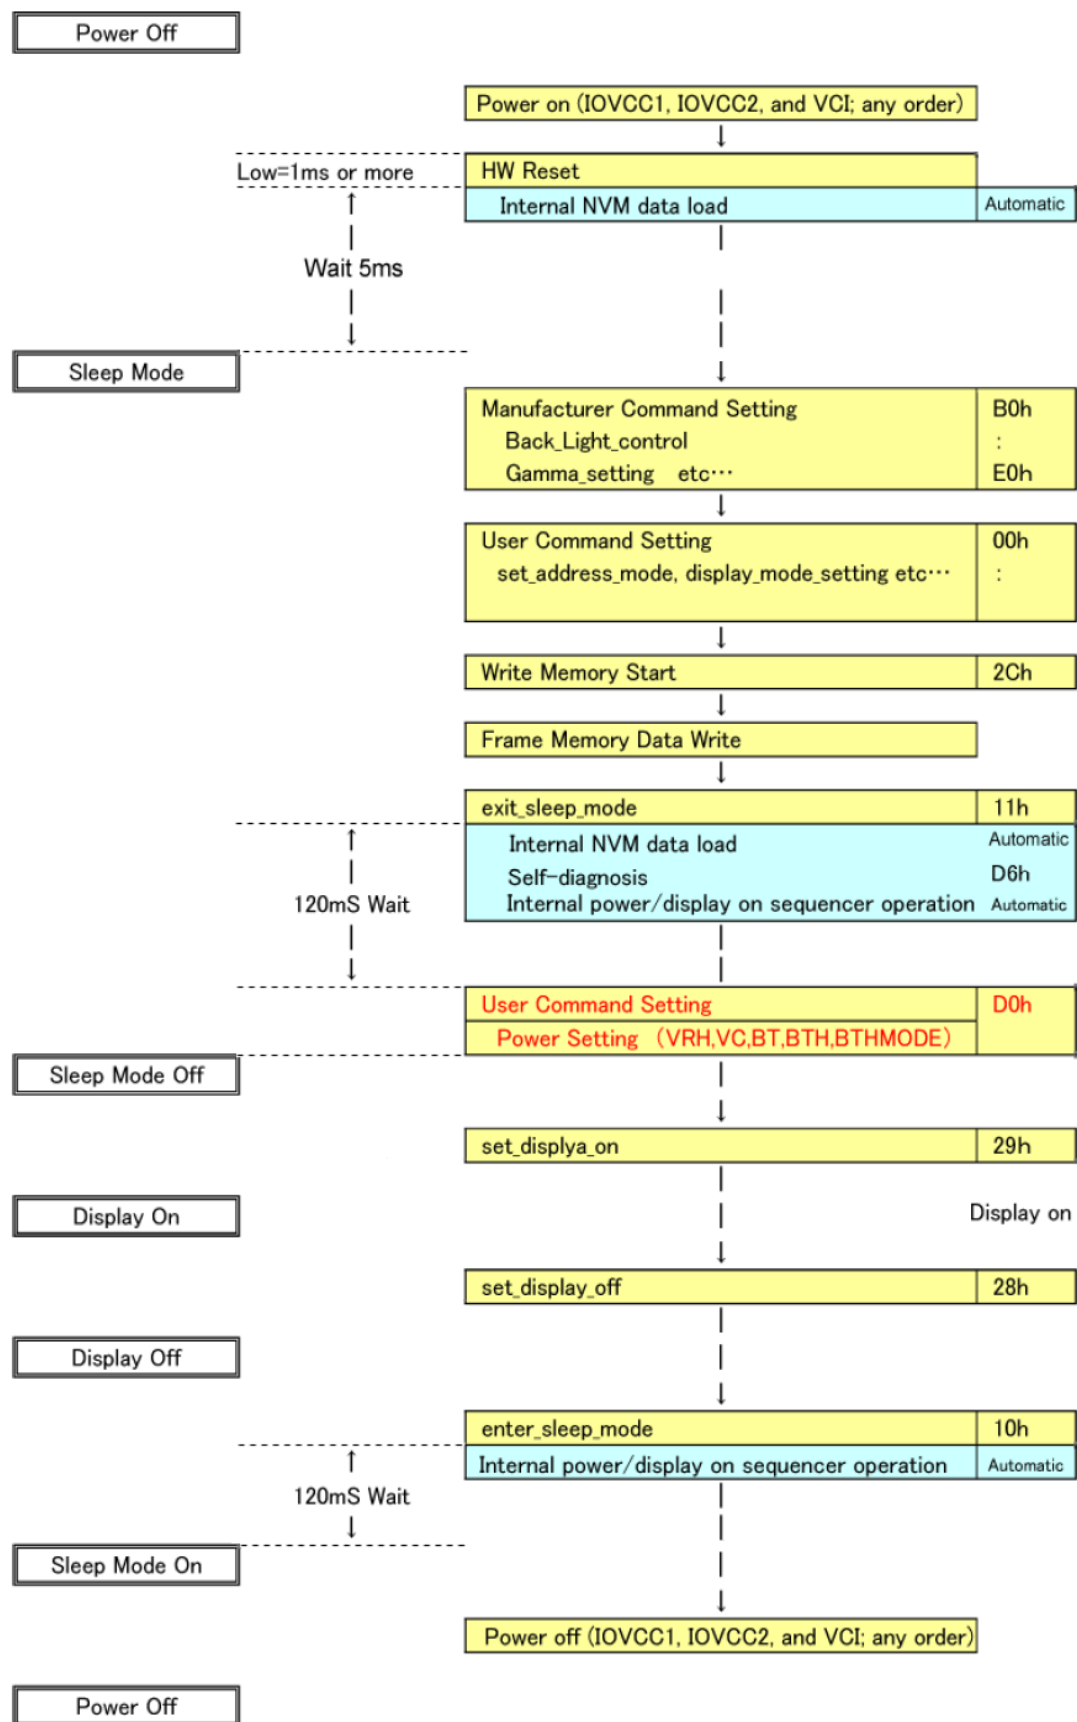 Power Off
Power on (IOVCC1, IOVCC2, and VCI; any order)
Low=1ms or more
HW Reset
Internal NVM data load Automatic
Wait 5ms
Sleep Mode
Manufacturer Command Setting B0h
Back_Light_control :
Gamma_setting etc… E0h
User Command Setting 00h
set_address_mode, display_mode_setting etc… :
Write Memory Start 2Ch
Frame Memory Data Write
exit_sleep_mode 11h
Internal NVM data load Automatic
Self-diagnosis D6h
120mS Wait
Internal power/display on sequencer operation Automatic
User Command Setting D0h
Power Setting （VRH,VC,BT,BTH,BTHMODE）
Sleep Mode Off
set_displya_on 29h
Display On
Display on
set_display_off 28h
Display Off
enter_sleep_mode 10h
Internal power/display on sequencer operation Automatic
120mS Wait
Sleep Mode On
Power off (IOVCC1, IOVCC2, and VCI; any order)
Power Off